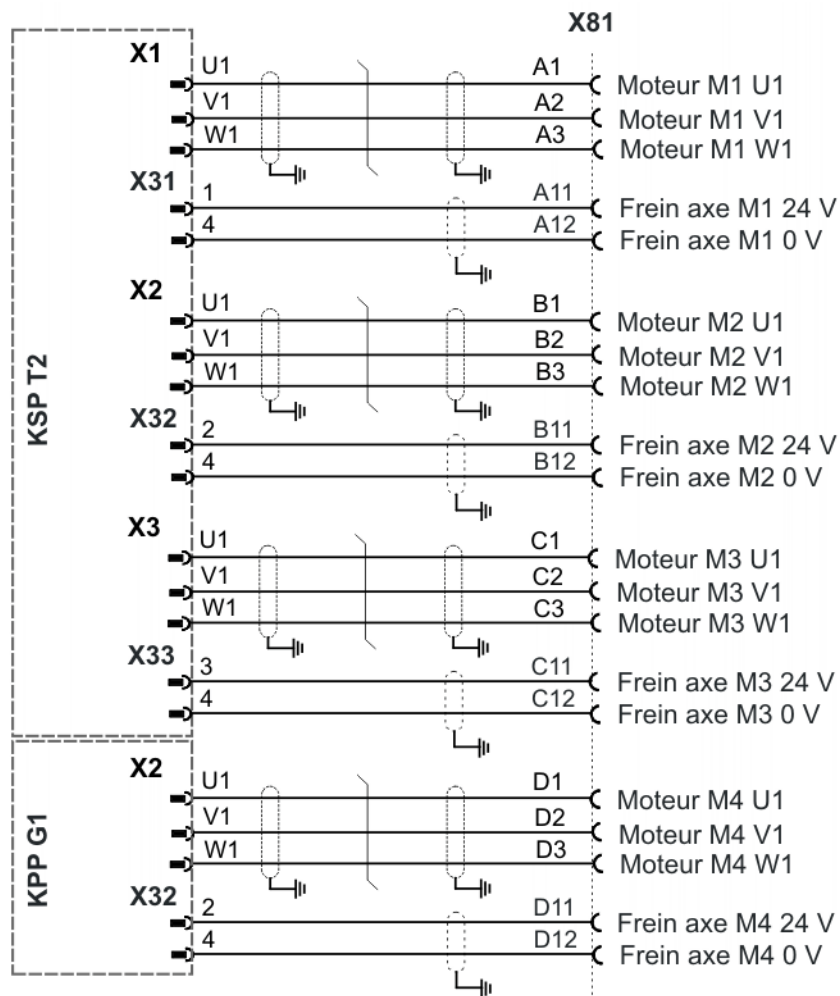 X81
X1
U1 A1 Moteur M1 U1
V1 A2 Moteur M1 V1
W1 A3 Moteur M1 W1
X31
1 A11 Frein axe M1 24 V
4 A12 Frein axe M1 0 V
X2
U1 B1 Moteur M2 U1
V1 B2 Moteur M2 V1
W1 B3 Moteur M2 W1
KSP T2
X32
2 B11 Frein axe M2 24 V
4 B12 Frein axe M2 0 V
X3
U1 C1 Moteur M3 U1
V1 C2 Moteur M3 V1
W1 C3 Moteur M3 W1
X33
3 C11 Frein axe M3 24 V
4 C12 Frein axe M3 0 V
X2
U1 D1 Moteur M4 U1
V1 D2 Moteur M4 V1
W1 D3 Moteur M4 W1
KPP G1
X32
2 D11 Frein axe M4 24 V
4 D12 Frein axe M4 0 V